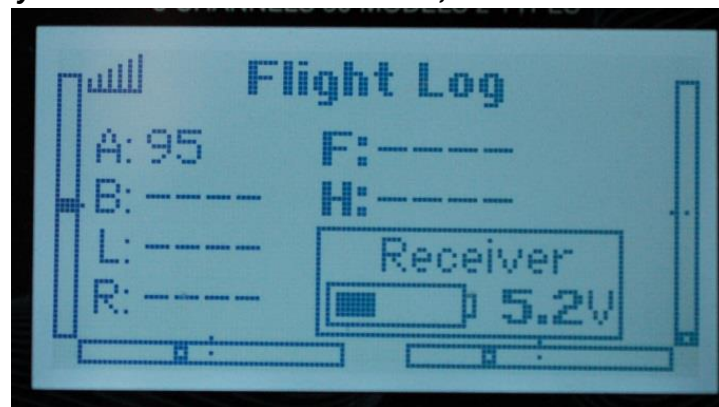 Flight Log
A: 95
F:----
B: ----
H:----
L: ----
R: ----
Receiver
5.2V